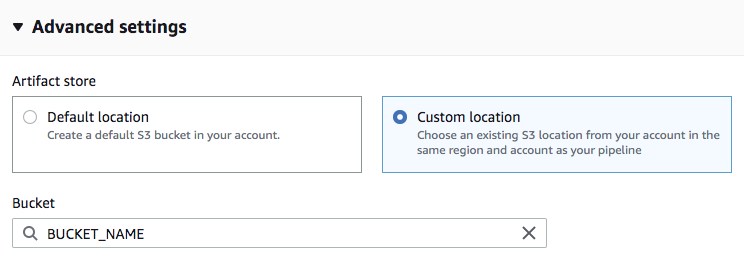 Advanced settings
Artifact store
Default location
Create a default S3 bucket in your account.
Custom location
Choose an existing S3 location from your account in the
same region and account as your pipeline
Bucket
BUCKET_NAME